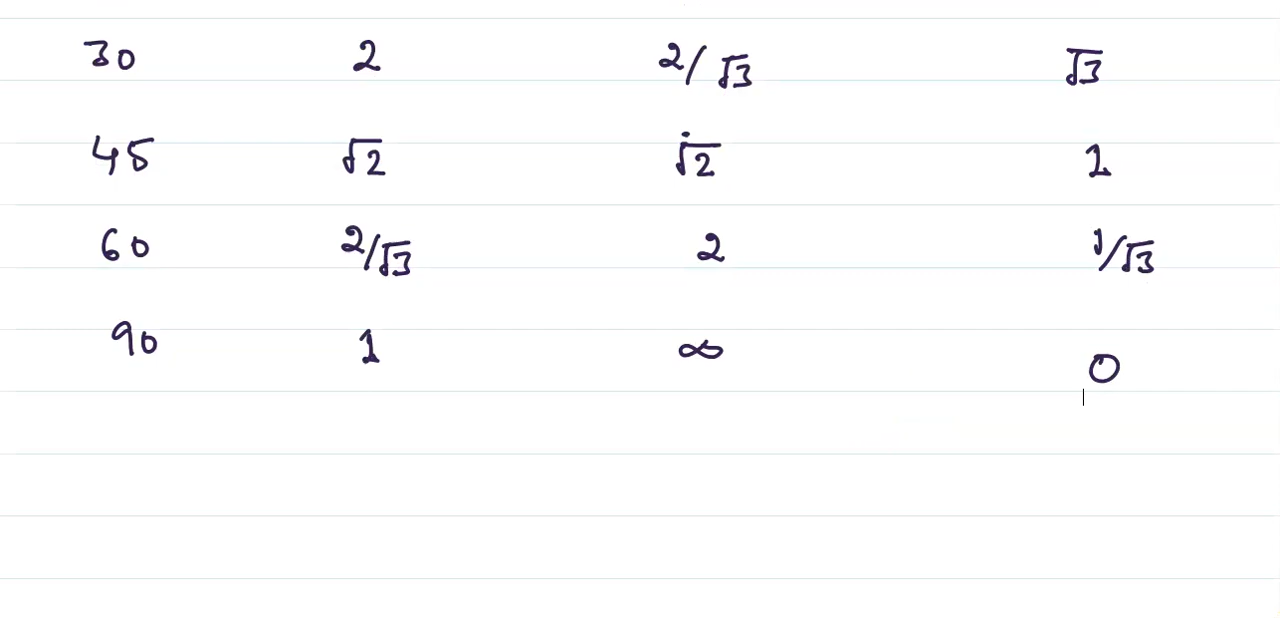 30 2 2/√3 √3
45 √2 √2 1
60 2/√3 2 1/√3
90 1 ∞ 0